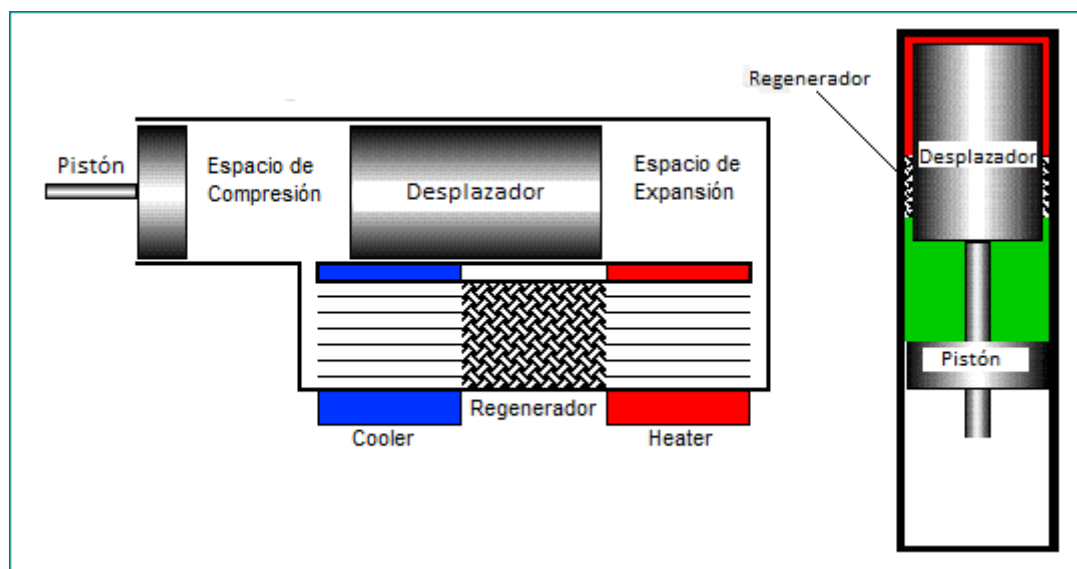 Regenerador
Pistón
Espacio de
Compresión
Desplazador
Espacio de
Expansión
Desplazador
Pistón
Regenerador
Cooler
Heater